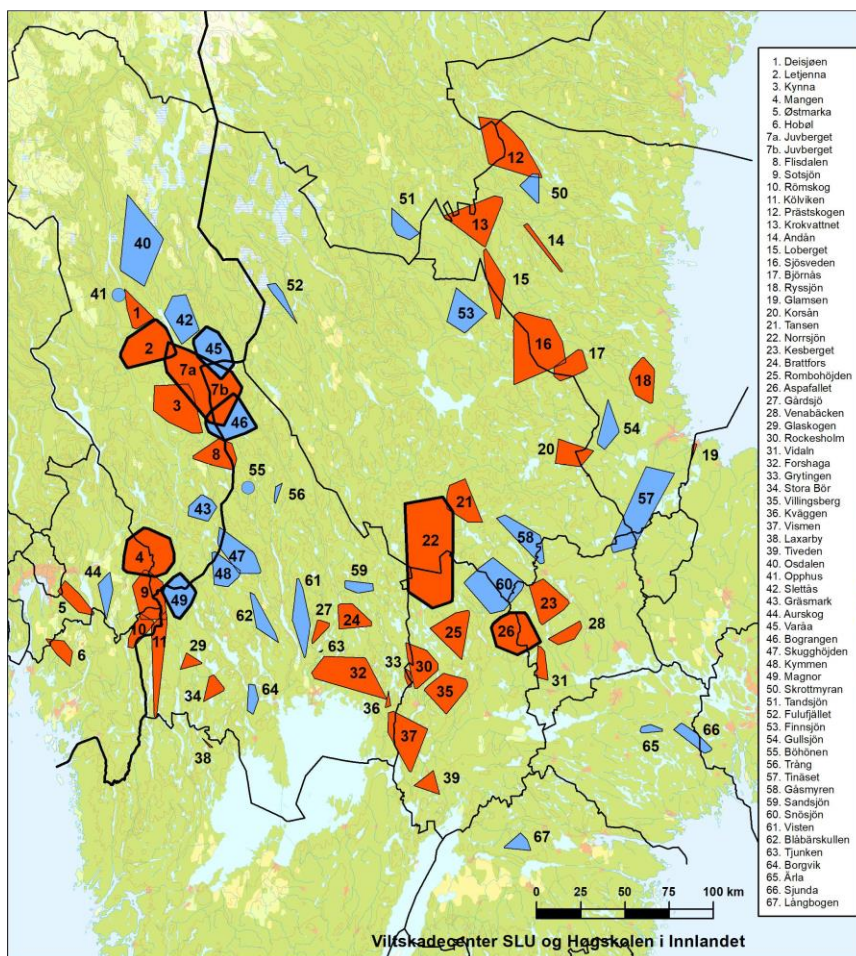 12
50
51
13
40
14
52
15
41
1
42
53
2
45
16
17
7a
18
7b
3
46
54
20
19
8
55
56
57
21
43
22
58
4
47
44
48
59
60
61
9
49
5
62
27
24
23
26
28
10
25
11
63
6
29
33
30
31
32
34
64
35
36
37
65
66
38
39
67
1. Deisjøen
2. Letjenna
3. Kynna
4. Mangen
5. Østmarka
6. Hobøl
7a. Juvberget
7b. Juvberget
8. Flisdalen
9. Sotsjön
10. Römskog
11. Kölviken
12. Prästskogen
13. Krokvattnet
14. Andån
15. Loberget
16. Sjösveden
17. Björnås
18. Ryssjön
19. Glamsen
20. Korsån
21. Tansen
22. Norrsjön
23. Kesberget
24. Brattfors
25. Rombohöjden
26. Aspafallet
27. Gårdsjö
28. Venabäcken
29. Glaskogen
30. Rockesholm
31. Vidaln
32. Forshaga
33. Grytingen
34. Stora Bör
35. Villingsberg
36. Kväggen
37. Vismen
38. Laxarby
39. Tiveden
40. Osdalen
41. Opphus
42. Slettås
43. Gräsmark
44. Aurskog
45. Varåa
46. Bograngen
47. Skugghöjden
48. Kymmen
49. Magnor
50. Skrottmyran
51. Tandsjön
52. Fulufjället
53. Finnsjön
54. Gullsjön
55. Böhönen
56. Trång
57. Tinäset
58. Gåsmyren
59. Sandsjön
60. Snösjön
61. Visten
62. Blåbärskullen
63. Tjunken
64. Borgvik
65. Ärla
66. Sjunda
67. Långbogen
0 25 50 75 100 km
Viltskadecenter SLU og Høgskolen i Innlandet